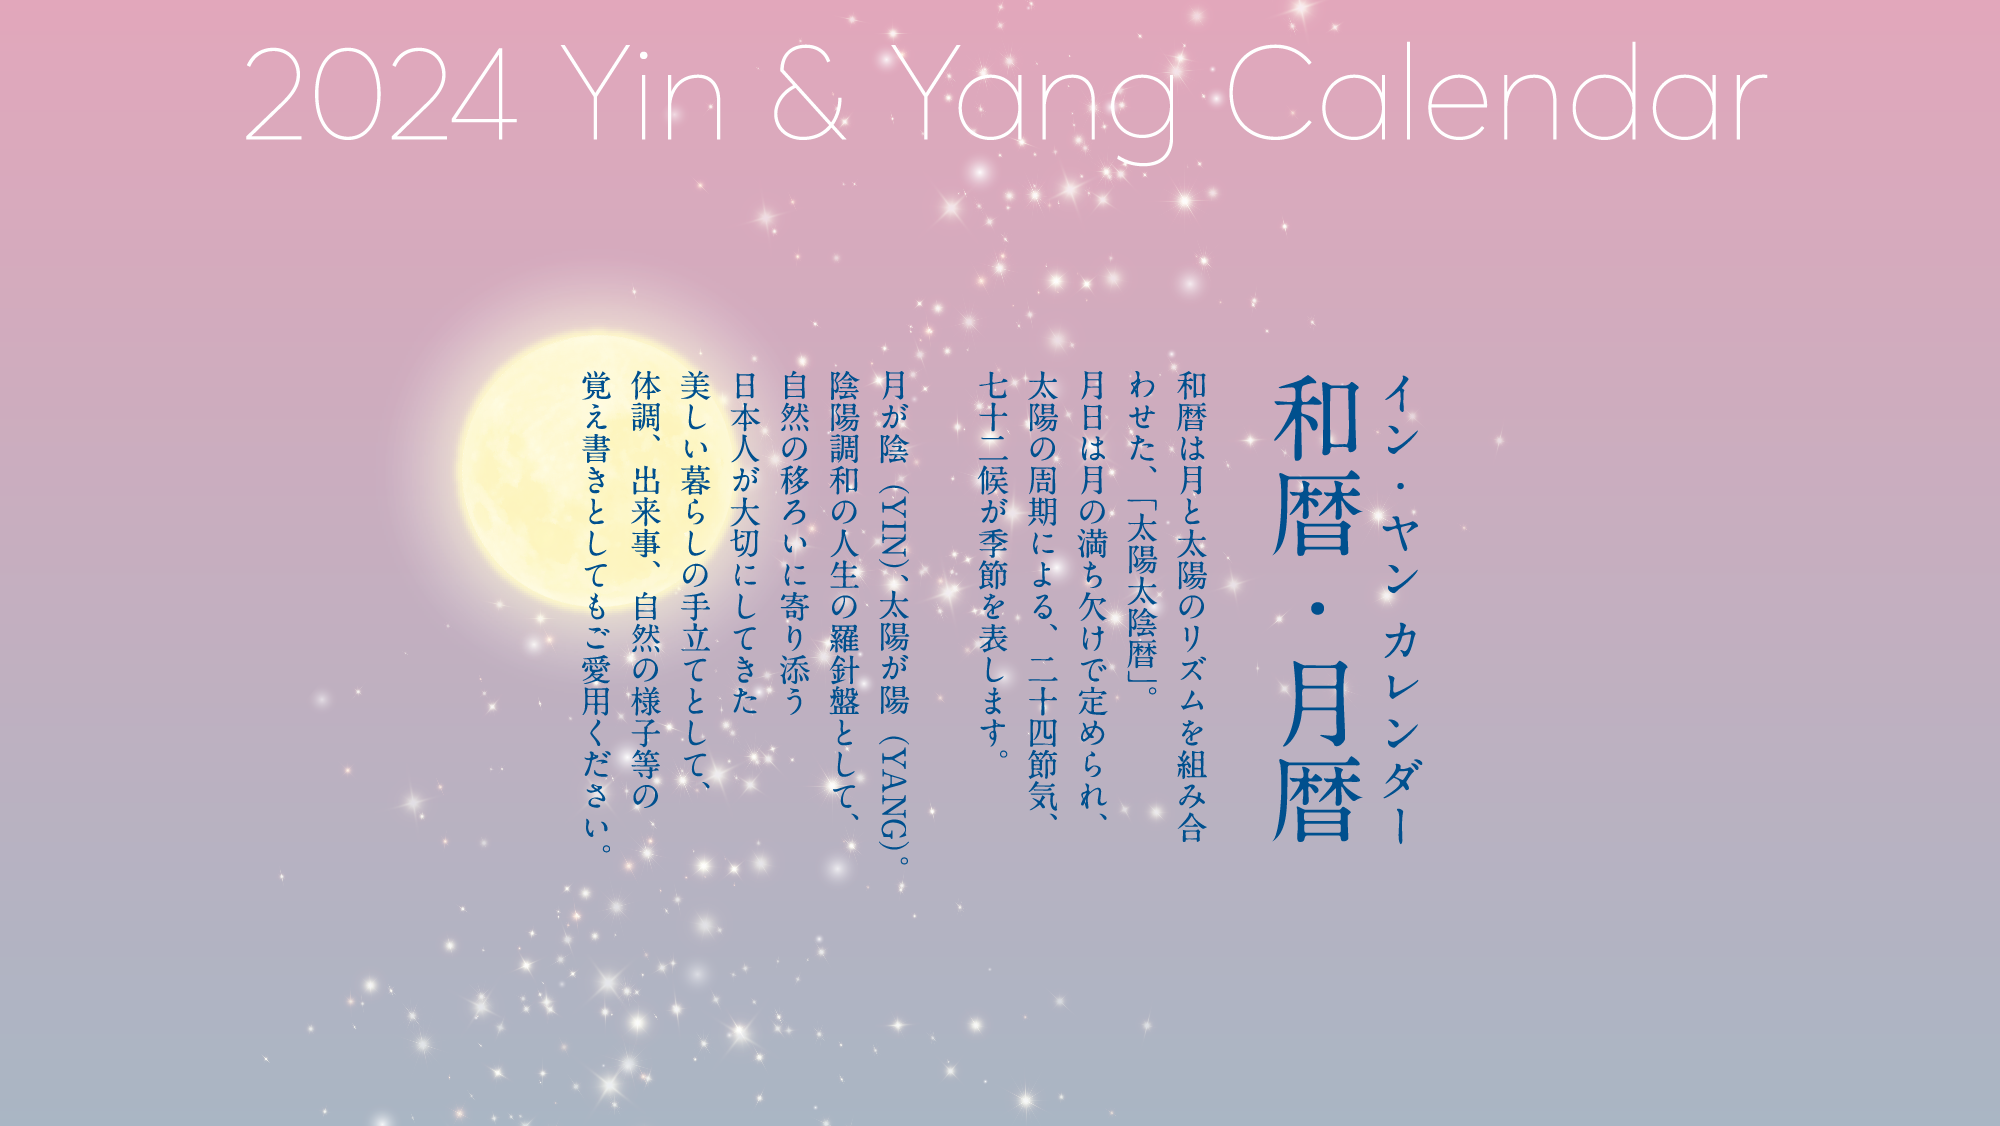 2024 Yin & Yang Calendar
イン・ヤン カレンダー
和暦・月暦
和暦は月と太陽のリズムを組み合
わせた、「太陽太陰暦」。
月日は月の満ち欠けで定められ、
太陽の周期による、二十四節気、
七十二候が季節を表します。
月が陰（YIN）、太陽が陽（YANG）。
陰陽調和の人生の羅針盤として、
自然の移ろいに寄り添う
日本人が大切にしてきた
美しい暮らしの手立てとして、
体調、出来事、自然の様子等の
覚え書きとしてもご愛用ください。